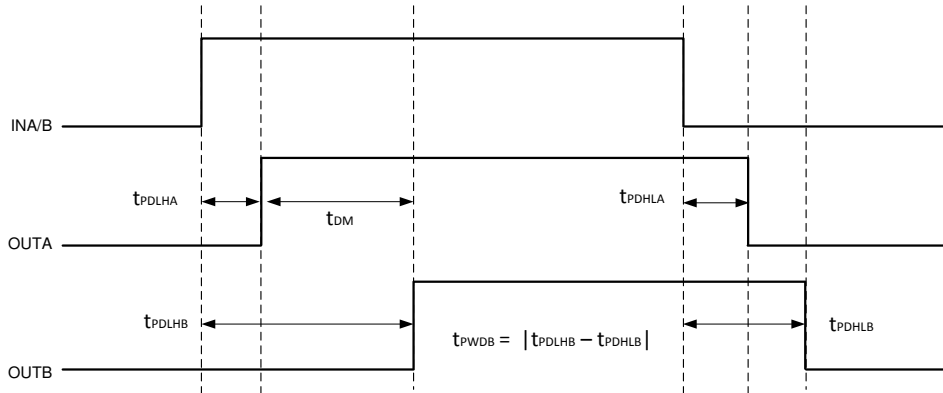 INA/B
tPDLHA
tDM
tPDHLA
OUTA
tPDLHB
tPWDB = |tPDLHB – tPDHLB|
tPDHLB
OUTB